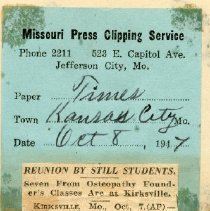 Missouri Press Clipping Service
Phone 2211 523 E. Capitol Ave.
Jefferson City, Mo.
Paper Times
Town Kansas City Mo.
Date Oct 8, 1947
REUNION BY STILL STUDENTS.
Seven From Osteopathy Found-
er's Classes Are at Kirksville.
KIRKSVILLE, Mo., Oct. 7.(AP)—